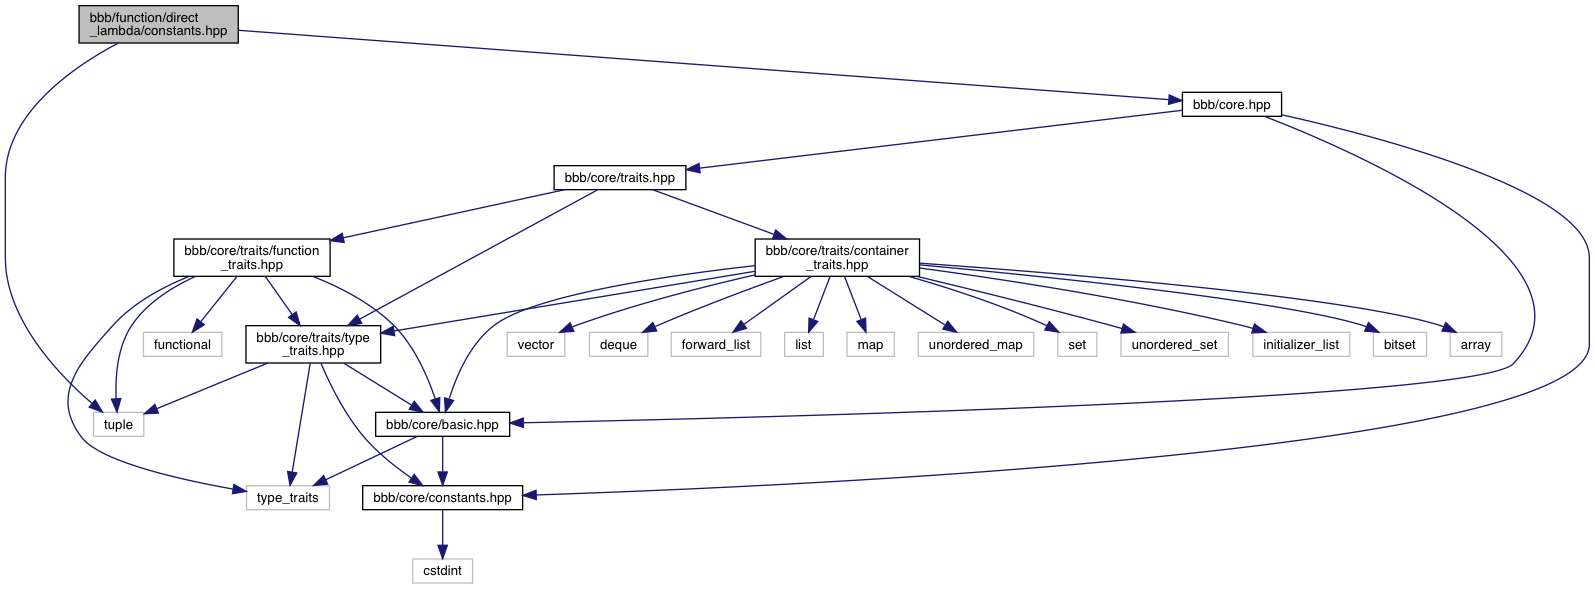 bbb/function/direct
_lambda/constants.hpp
bbb/core.hpp
bbb/core/traits.hpp
bbb/core/traits/function
_traits.hpp
bbb/core/traits/container
_traits.hpp
functional
bbb/core/traits/type
_traits.hpp
vector
deque
forward_list
list
map
unordered_map
set
unordered_set
initializer_list
bitset
array
tuple
bbb/core/basic.hpp
type_traits
bbb/core/constants.hpp
cstdint